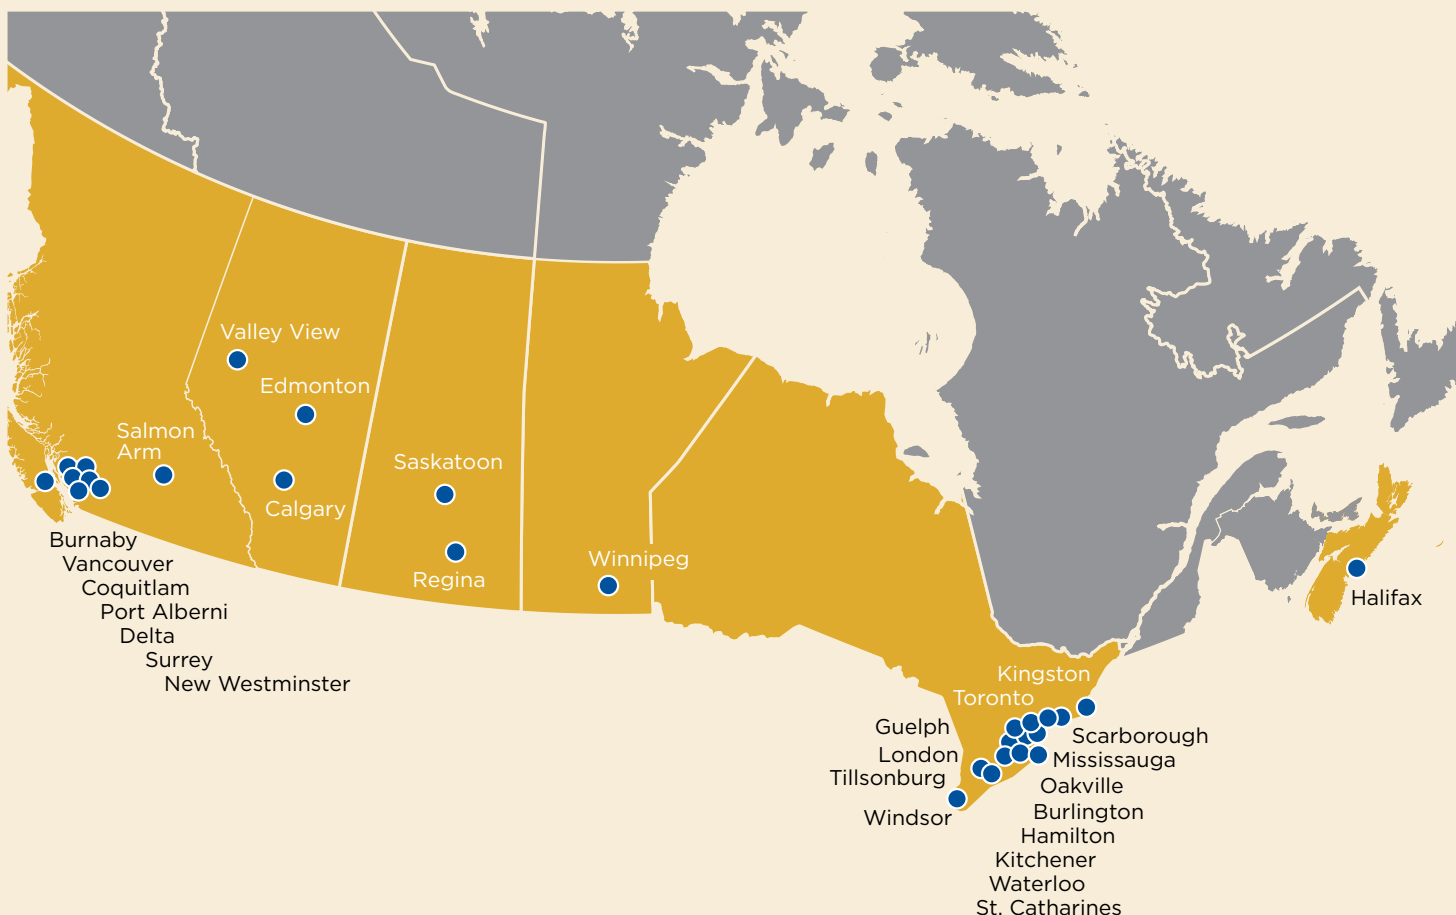 Valley View
Edmonton
Salmon
Arm
Saskatoon
Calgary
Winnipeg
Regina
Burnaby
Vancouver
Coquitlam
Port Alberni
Delta
Surrey
New Westminster
Halifax
Kingston
Toronto
Guelph
Scarborough
London
Mississauga
Tillsonburg
Oakville
Burlington
Windsor
Hamilton
Kitchener
Waterloo
St. Catharines